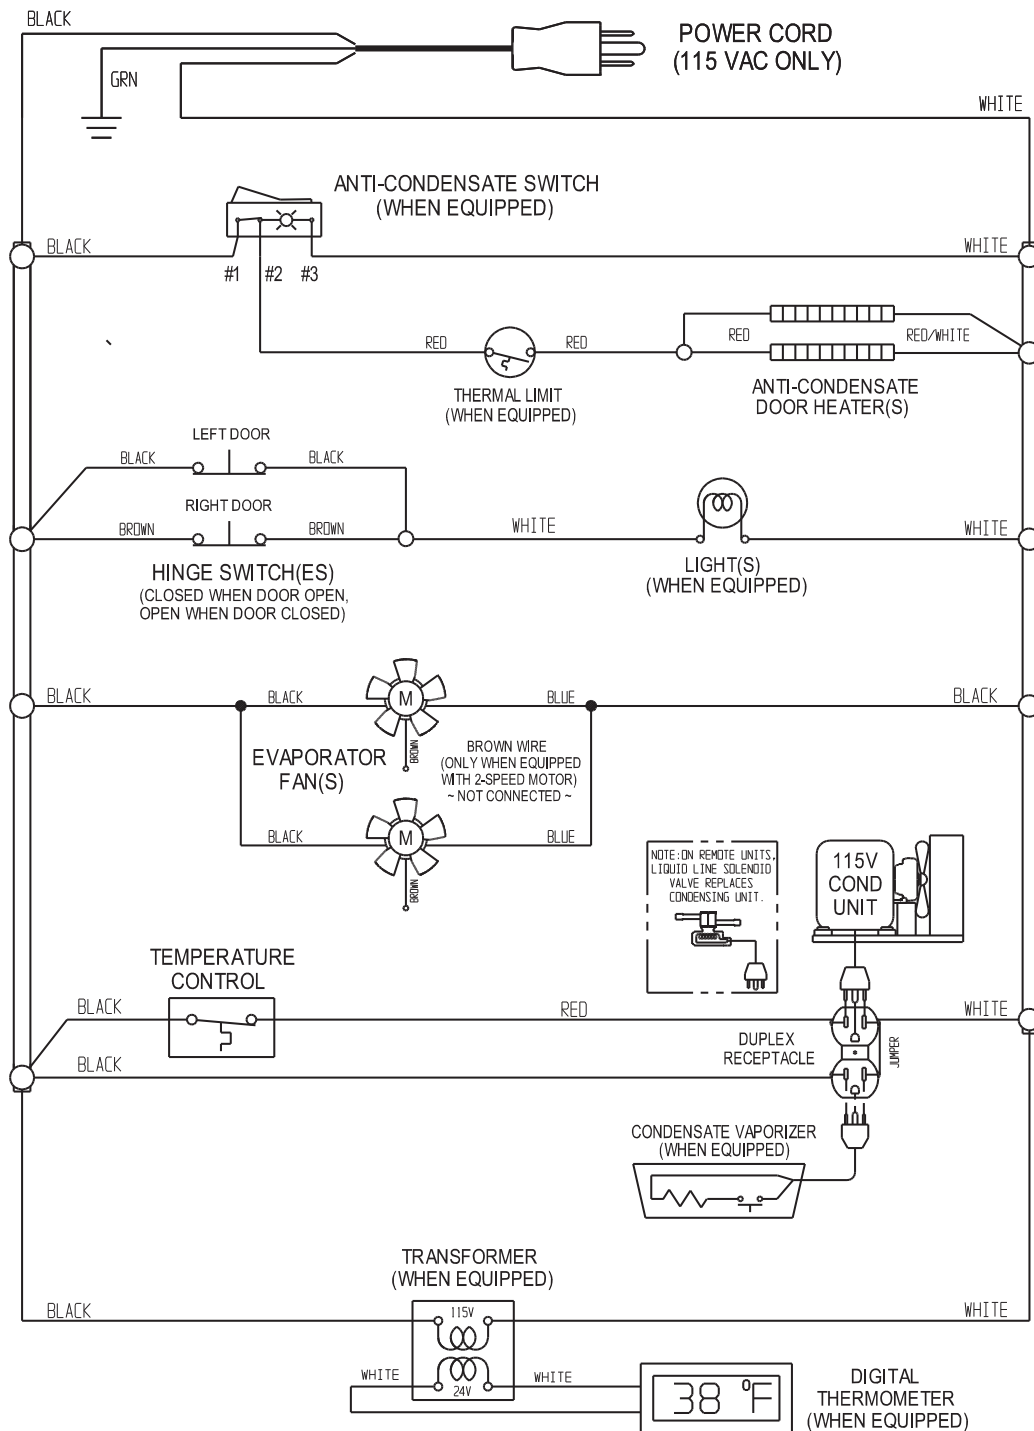 BLACK
POWER CORD
(115 VAC ONLY)
GRN
WHITE
ANTI-CONDENSATE SWITCH
(WHEN EQUIPPED)
BLACK
WHITE
#1
#2
#3
RED
RED
RED
RED/WHITE
THERMAL LIMIT
(WHEN EQUIPPED)
ANTI-CONDENSATE
DOOR HEATER(S)
LEFT DOOR
BLACK
BLACK
RIGHT DOOR
BROWN
BROWN
WHITE
WHITE
HINGE SWITCH(ES)
(CLOSED WHEN DOOR OPEN,
OPEN WHEN DOOR CLOSED)
LIGHT(S)
(WHEN EQUIPPED)
BLACK
BLACK
M
BLUE
BLACK
BROWN
EVAPORATOR
FAN(S)
BROWN WIRE
(ONLY WHEN EQUIPPED
WITH 2-SPEED MOTOR)
~ NOT CONNECTED ~
BLACK
M
BLUE
BROWN
NOTE: ON REMOTE UNITS,
LIQUID LINE SOLENOID
VALVE REPLACES
CONDENSING UNIT.
115V
COND
UNIT
TEMPERATURE
CONTROL
BLACK
RED
WHITE
DUPLEX
RECEPTACLE
JUMPER
BLACK
CONDENSATE VAPORIZER
(WHEN EQUIPPED)
TRANSFORMER
(WHEN EQUIPPED)
BLACK
115V
WHITE
WHITE
24V
WHITE
38 °F
DIGITAL
THERMOMETER
(WHEN EQUIPPED)